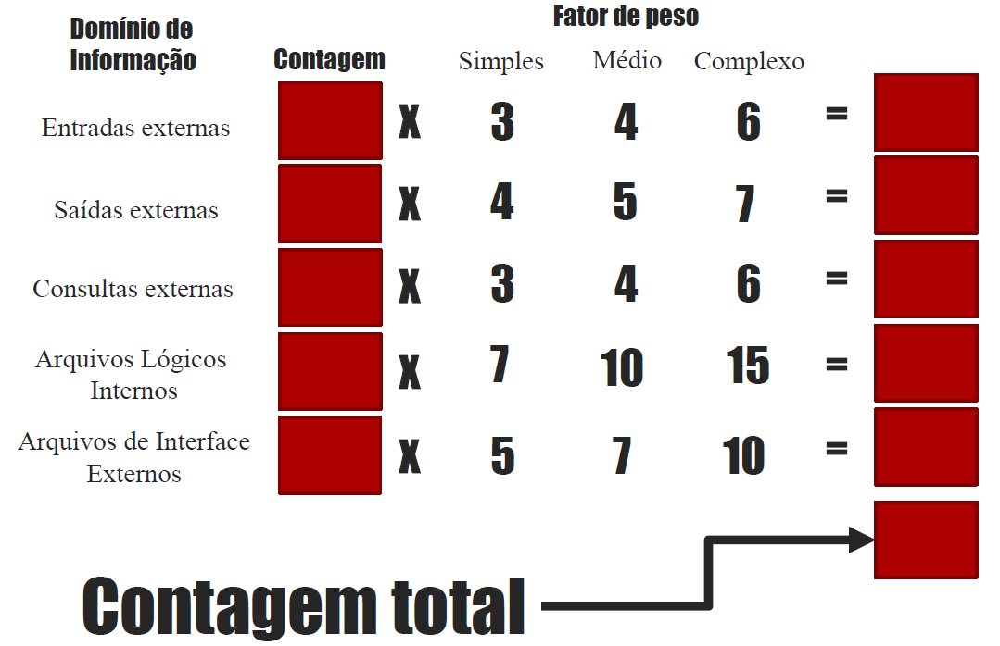 Domínio de
Informação
Contagem
Fator de peso
Simples Médio Complexo
Entradas externas X 3 4 6 =
Saídas externas X 4 5 7 =
Consultas externas X 3 4 6 =
Arquivos Lógicos
Internos X 7 10 15 =
Arquivos de Interface
Externos X 5 7 10 =
Contagem total